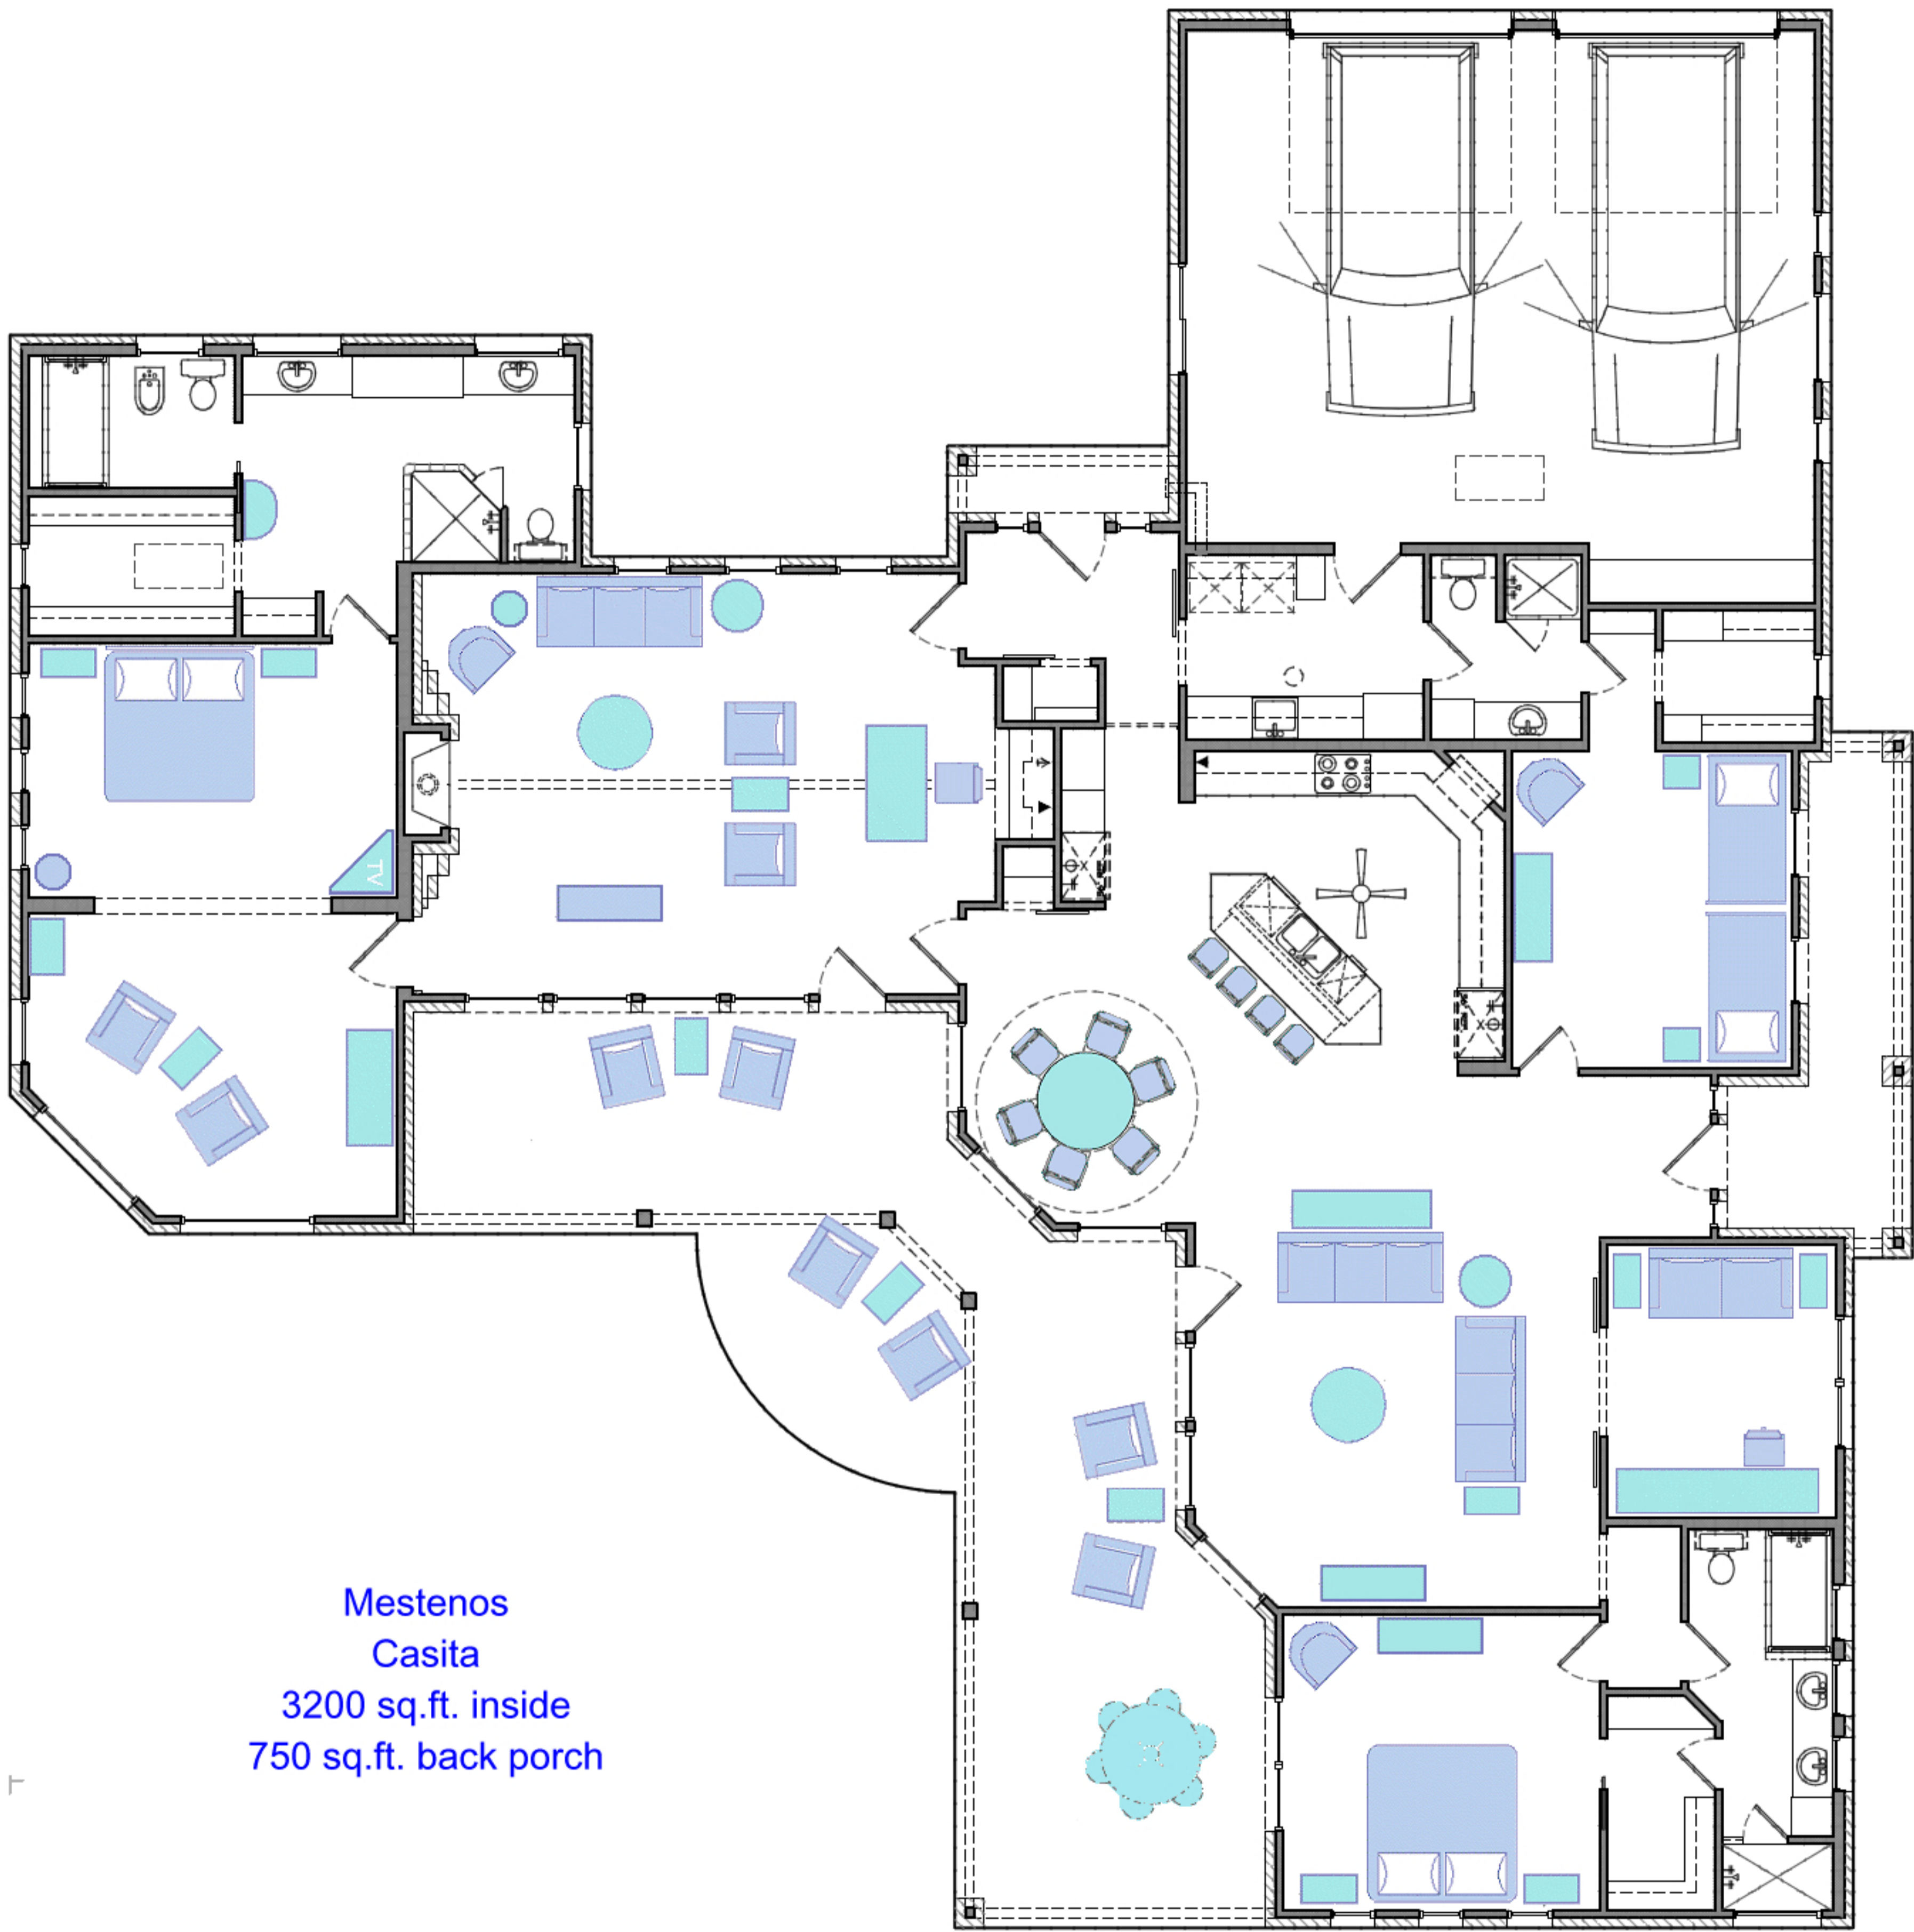 TV
Mestenos
Casita
3200 sq.ft. inside
750 sq.ft. back porch